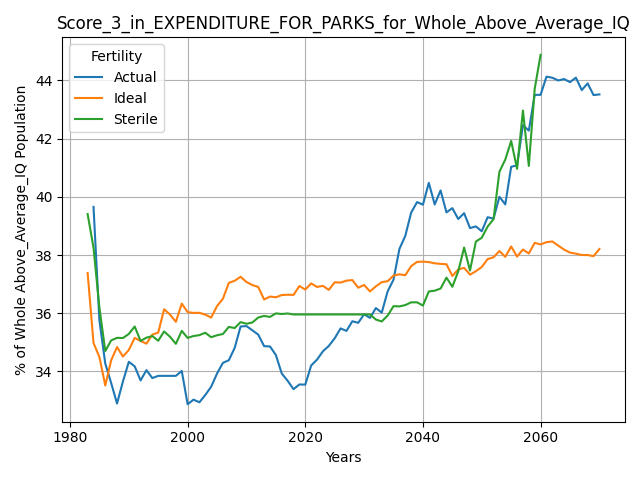 Score_3_in_EXPENDITURE_FOR_PARKS_for_Whole_Above_Average_IQ
Fertility
Actual
Ideal
Sterile
% of Whole Above_Average_IQ Population
44
42
40
38
36
34
1980
2000
2020
2040
2060
Years